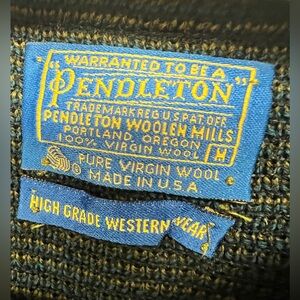 "WARRANTED TO BE A
PENDLETON"
TRADEMARK REG. U.S. PAT. OFF.
PENDLETON WOOLEN MILLS
PORTLAND, OREGON
100% VIRGIN WOOL M
PURE VIRGIN WOOL
MADE IN U.S.A.
HIGH GRADE WESTERN WEAR